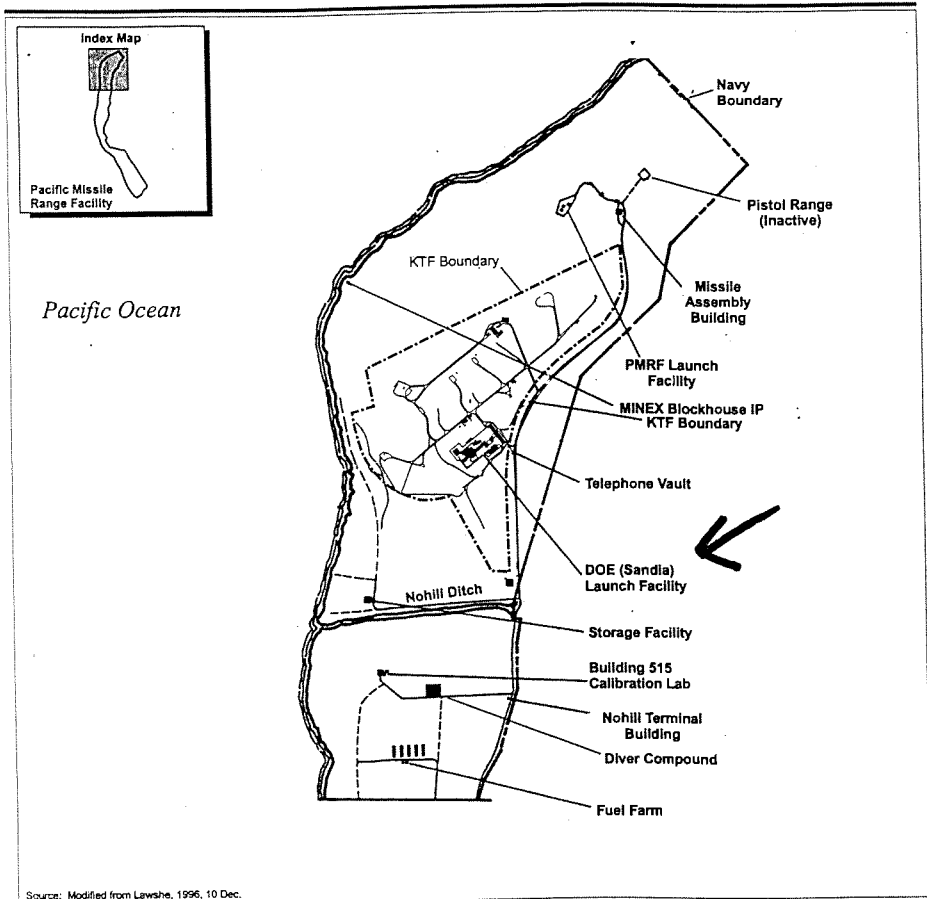 Index Map
Pacific Missile
Range Facility
Navy
Boundary
Pistol Range
(Inactive)
KTF Boundary
Pacific Ocean
Missile
Assembly
Building
PMRF Launch
Facility
MINEX Blockhouse IP
KTF Boundary
Telephone Vault
DOE (Sandia)
Launch Facility
Nohili Ditch
Storage Facility
Building 515
Calibration Lab
Nohili Terminal
Building
Diver Compound
Fuel Farm
Source: Modified from Lawshe, 1996, 10 Dec.